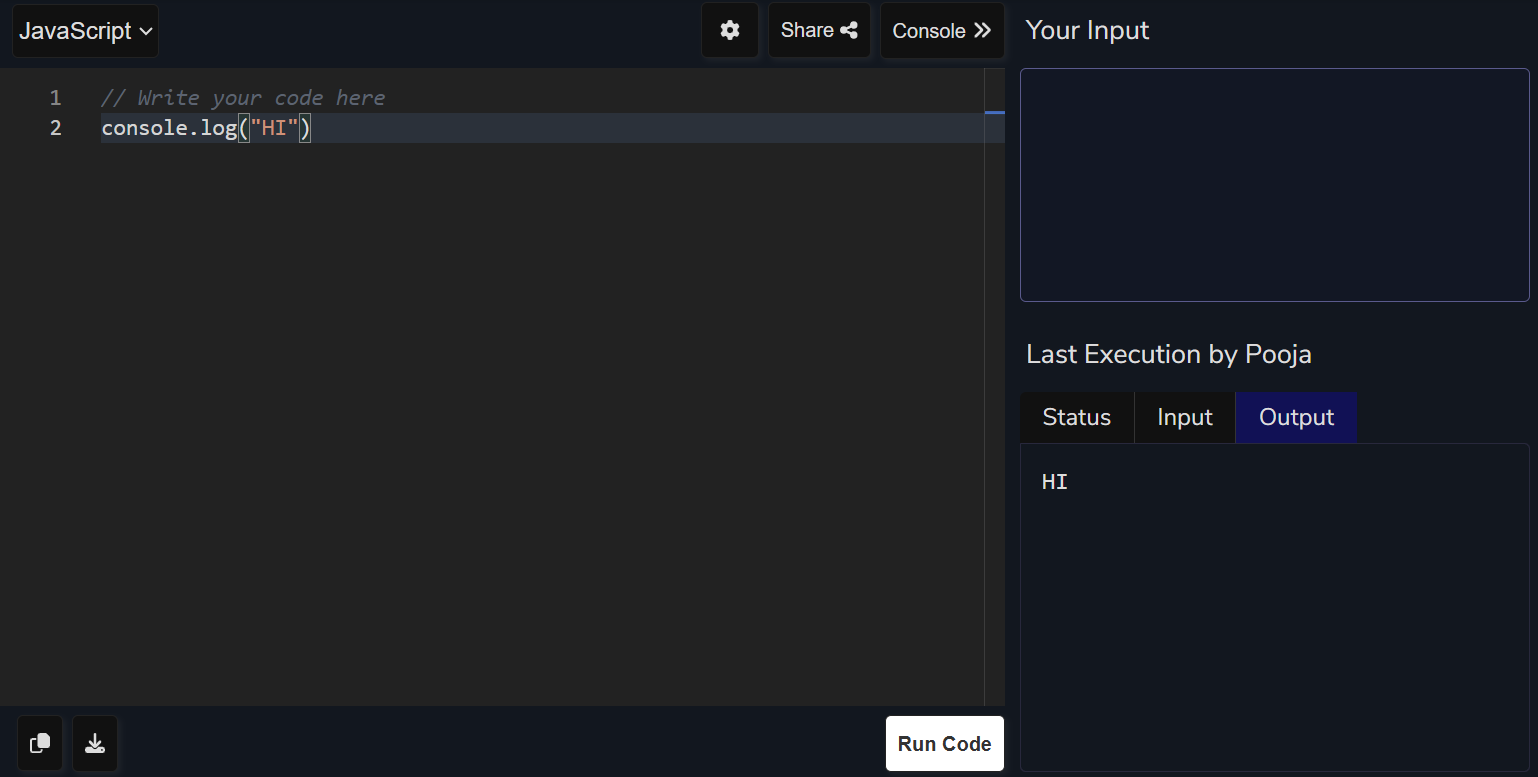 JavaScript
Share
Console
1 // Write your code here
2 console.log("HI")
Run Code
Your Input
Last Execution by Pooja
Status Input Output
HI